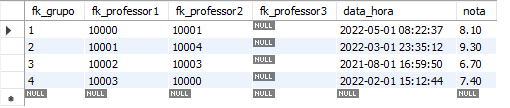 fk_grupo fk_professor1 fk_professor2 fk_professor3 data_hora nota
1 10000 10001 NULL 2022-05-01 08:22:37 8.10
2 10001 10004 NULL 2022-03-01 23:35:12 9.30
3 10002 10003 NULL 2021-08-01 16:59:50 6.70
4 10003 10000 NULL 2022-02-01 15:12:44 7.40
NULL NULL NULL NULL NULL NULL